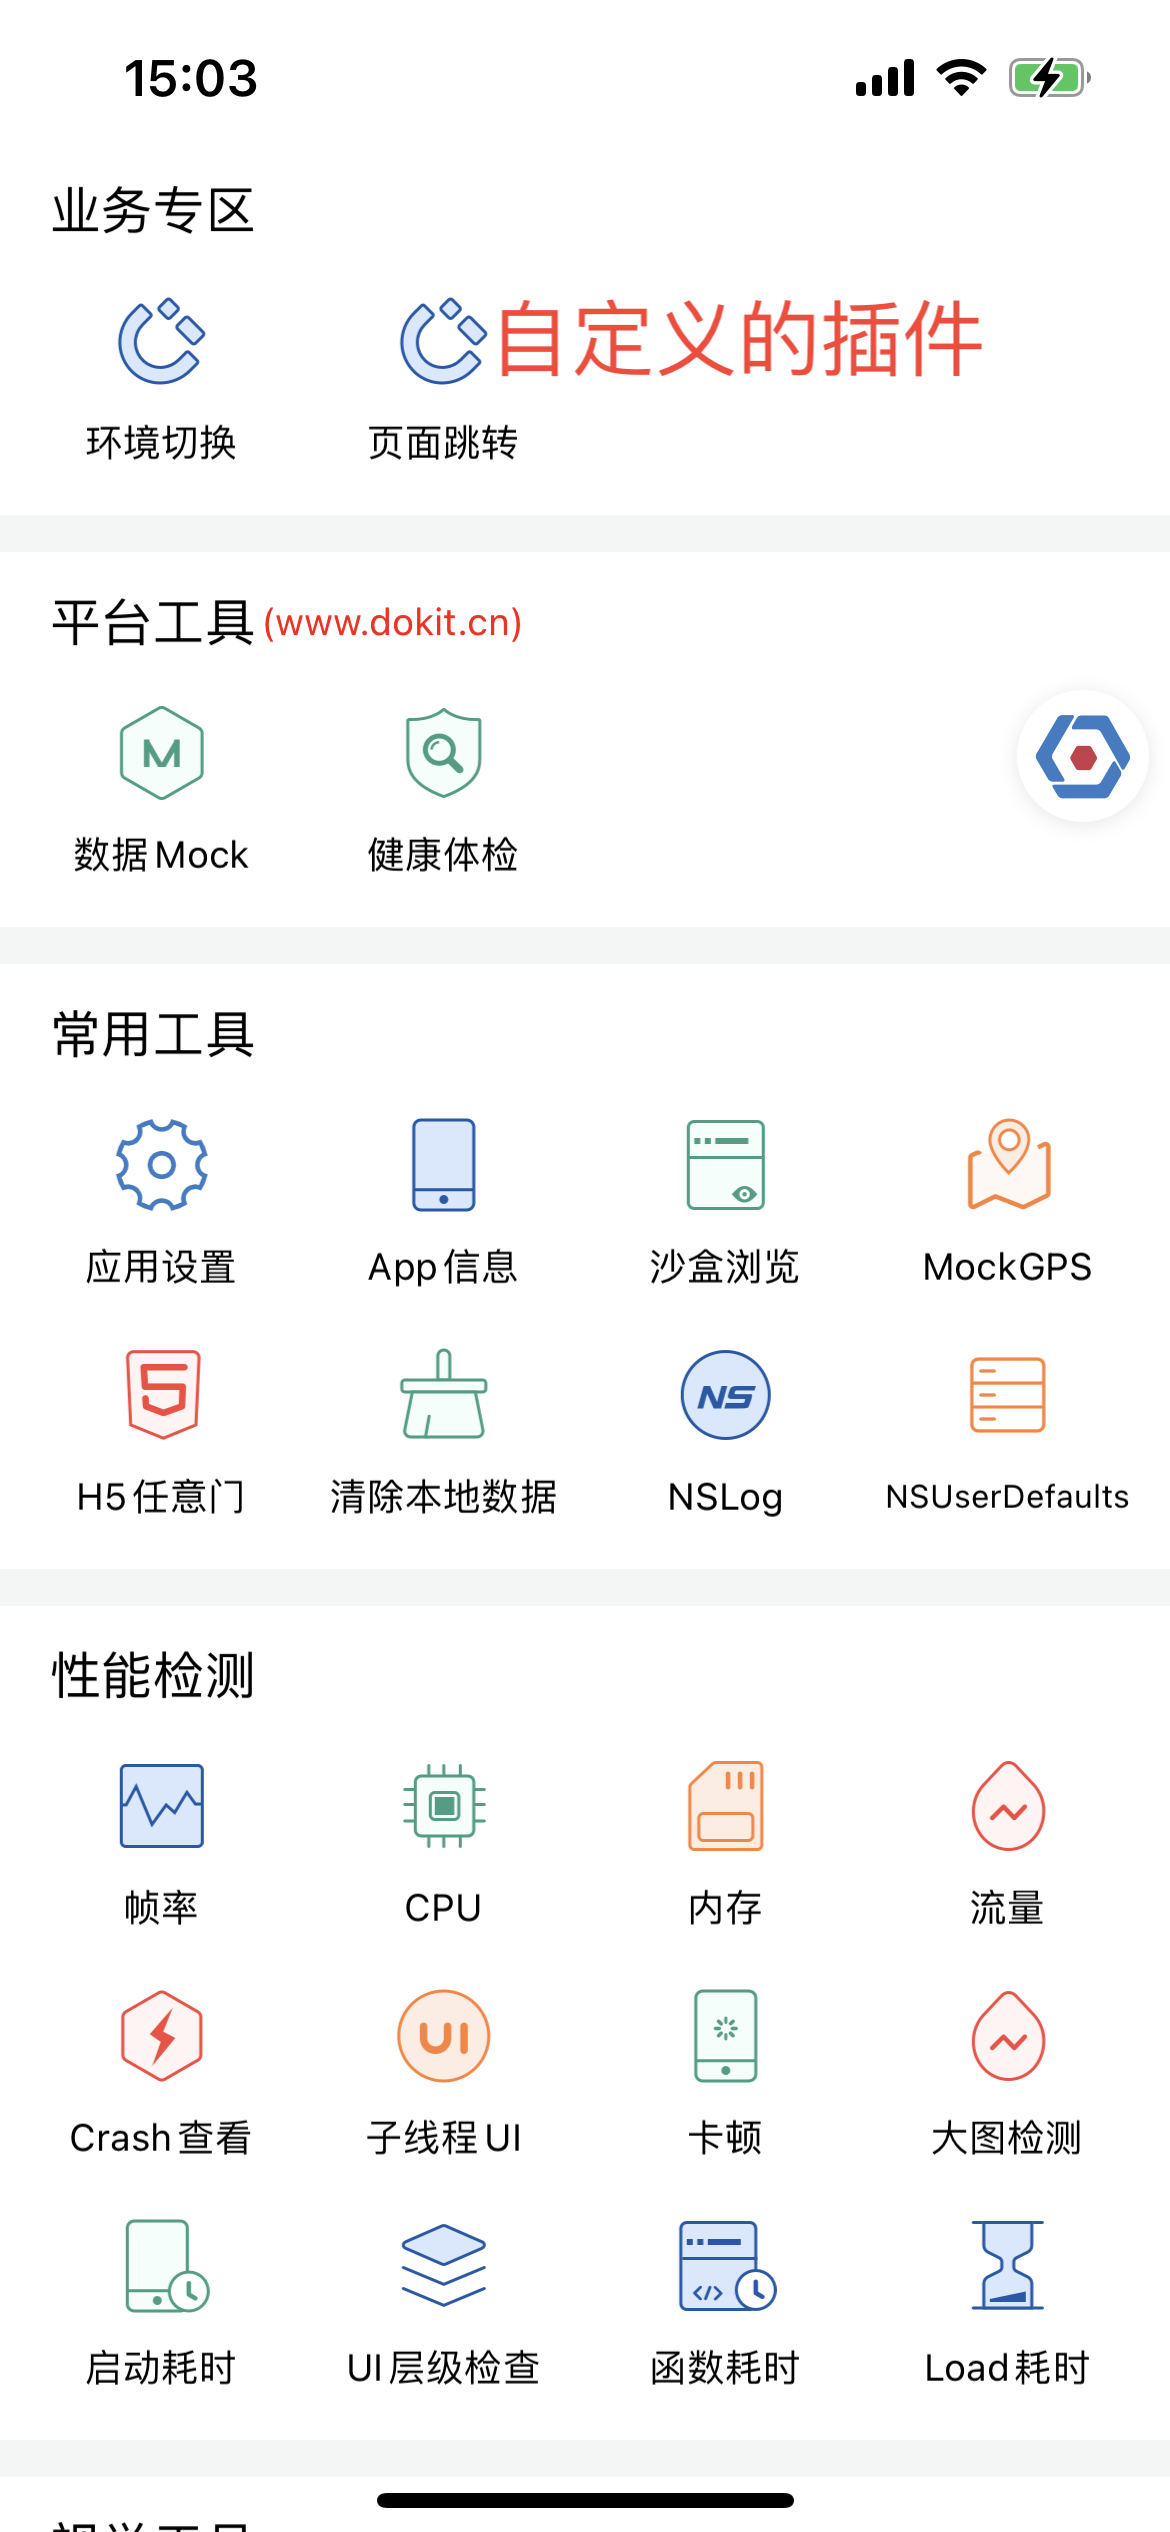 15:03
业务专区
自定义的插件
环境切换 页面跳转
平台工具(www.dokit.cn)
M
数据Mock 健康体检
常用工具
应用设置 App信息 沙盒浏览 MockGPS
5 NS
H5任意门 清除本地数据 NSLog NSUserDefaults
性能检测
帧率 CPU 内存 流量
UI
Crash查看 子线程UI 卡顿 大图检测
</>
启动耗时 UI层级检查 函数耗时 Load耗时